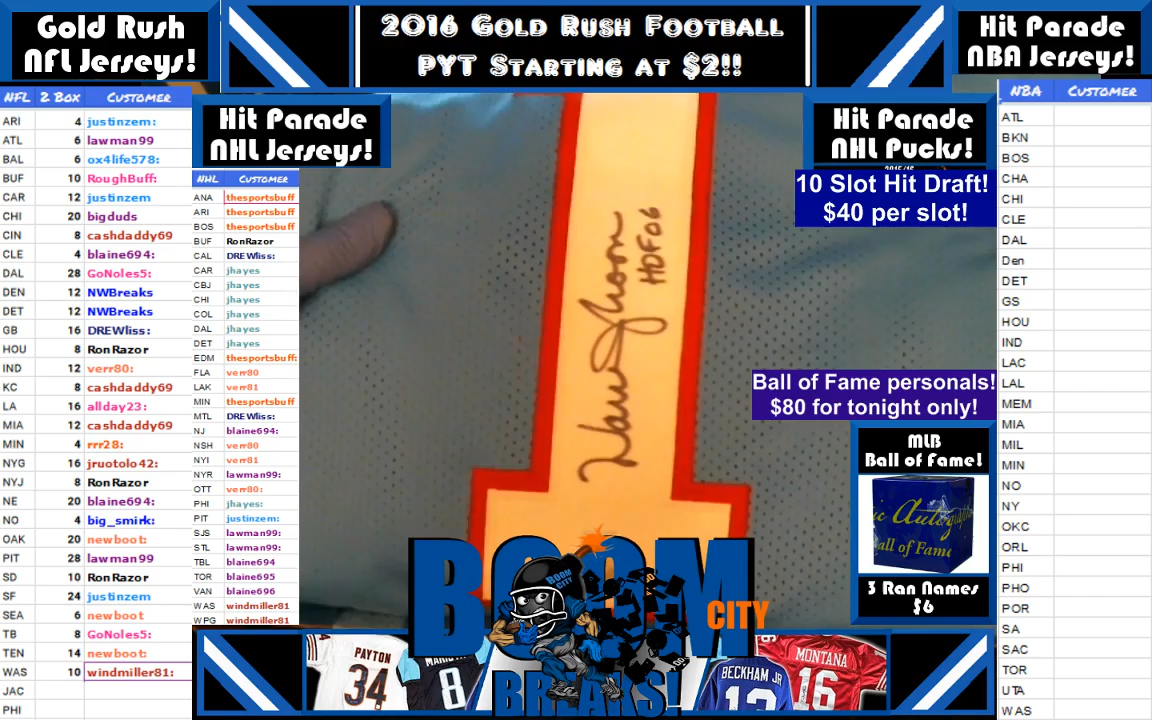 Gold Rush
NFL Jerseys!
2016 Gold Rush Football
PYT Starting at $2!!
Hit Parade
NBA Jerseys!
NFL 2 Box Customer
ARI 4 justinzem:
ATL 6 lawman99
BAL 6 ox4life578:
BUF 10 RoughBuff:
CAR 12 justinzem
CHI 20 bigduds
CIN 8 cashdaddy69
CLE 4 blaine694:
DAL 28 GoNoles5:
DEN 12 NWBreaks
DET 12 NWBreaks
GB 16 DREWliss:
HOU 8 RonRazor
IND 12 verr80:
KC 8 cashdaddy69
LA 16 allday23:
MIA 12 cashdaddy69
MIN 4 rrr28:
NYG 16 jruotolo42:
NYJ 8 RonRazor
NE 20 blaine694:
NO 4 big_smirk:
OAK 20 newboot:
PIT 28 lawman99
SD 10 RonRazor
SF 24 justinzem
SEA 6 newboot
TB 8 GoNoles5:
TEN 14 newboot:
WAS 10 windmiller81:
JAC
PHI
Hit Parade
NHL Jerseys!
NHL Customer
ANA thesportsbuff
ARI thesportsbuff
BOS thesportsbuff
BUF RonRazor
CAL DREWliss:
CAR jhayes
CBJ jhayes
CHI jhayes
COL jhayes
DAL jhayes
DET jhayes
EDM thesportsbuff:
FLA verr80
LAK verr81
MIN thesportsbuff
MTL DREWliss:
NJ blaine694:
NSH verr80
NYI verr81
NYR lawman99:
OTT verr80:
PHI jhayes:
PIT justinzem:
SJS lawman99:
STL lawman99:
TBL blaine694
TOR blaine695
VAN blaine696
WAS windmiller81
WPG windmiller81
HOF 06
Hit Parade
NHL Pucks!
2015/16
10 Slot Hit Draft!
$40 per slot!
Ball of Fame personals!
$80 for tonight only!
MLB
Ball of Fame!
ic Autograph
all of Fame
3 Ran Names
$6
NBA Customer
ATL
BKN
BOS
CHA
CHI
CLE
DAL
Den
DET
GS
HOU
IND
LAC
LAL
MEM
MIA
MIL
MIN
NO
NY
OKC
ORL
PHI
PHO
POR
SA
SAC
TOR
UTA
WAS
BOOM
CITY
BOOM
CITY
BREAKS!
PAYTON
34
8
BECKHAM JR
13
MONTANA
16